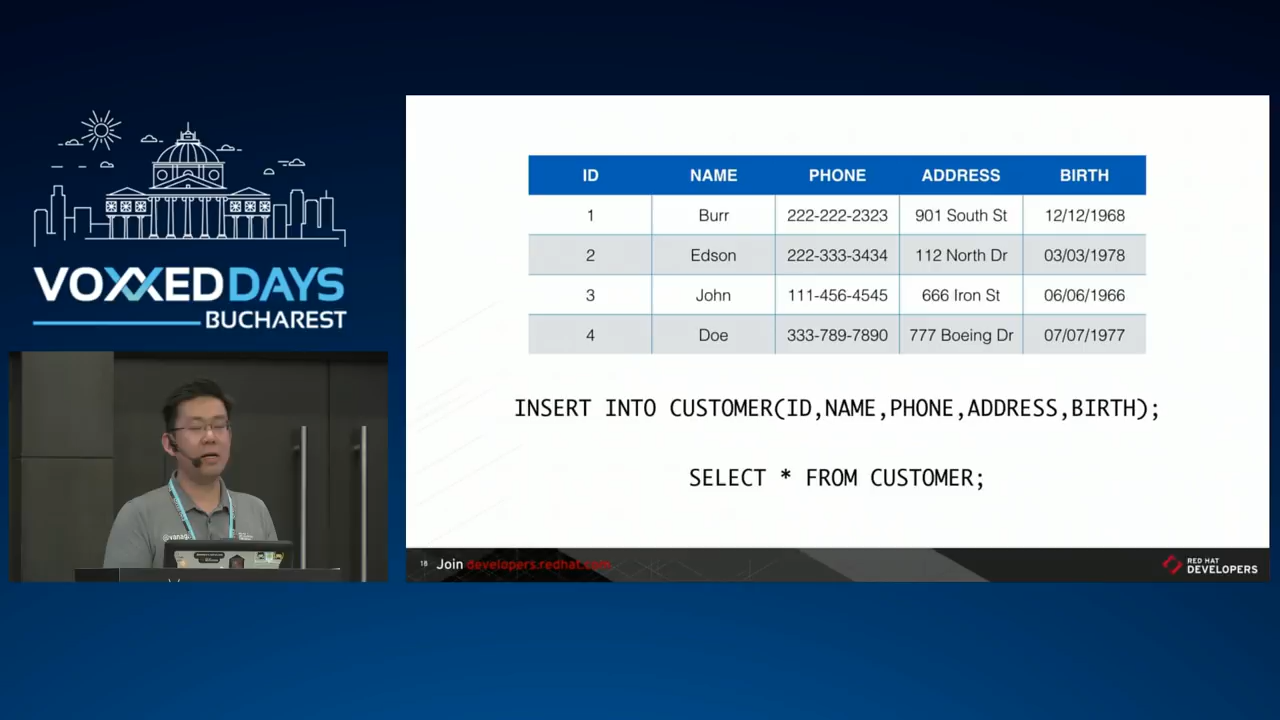 VOXXED DAYS
BUCHAREST
ID NAME PHONE ADDRESS BIRTH
1 Burr 222-222-2323 901 South St 12/12/1968
2 Edson 222-333-3434 112 North Dr 03/03/1978
3 John 111-456-4545 666 Iron St 06/06/1966
4 Doe 333-789-7890 777 Boeing Dr 07/07/1977
INSERT INTO CUSTOMER(ID,NAME,PHONE,ADDRESS,BIRTH);
SELECT * FROM CUSTOMER;
Join developers.redhat.com
RED HAT
DEVELOPERS